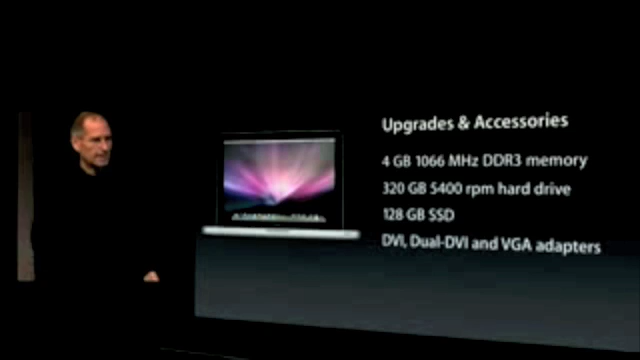 Upgrades & Accessories
4 GB 1066 MHz DDR3 memory
320 GB 5400 rpm hard drive
128 GB SSD
DVI, Dual-DVI and VGA adapters